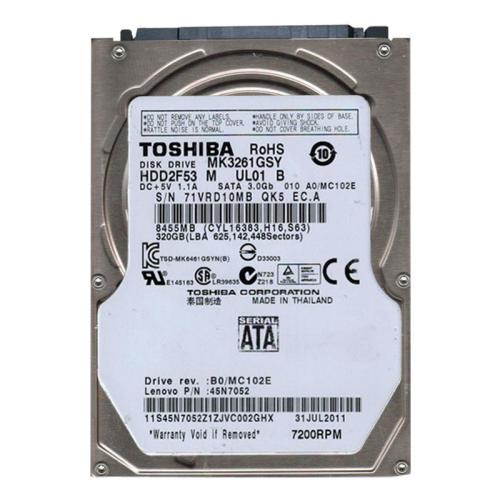 *DO NOT REMOVE ANY LABELS.
*DO NOT PUSH ON TOP OR BOTTOM.
*RATTLE NOISE IS NORMAL.
*HANDLE ONLY BY SIDES OF BASE.
*AVOID GIVING SHOCK.
*DO NOT COVER BREATHING HOLE.
TOSHIBA RoHS
DISK DRIVE MK3261GSY
10
HDD2F53 M UL01 B
DC+5V 1.1A SATA 3.0Gb 010 A0/MC102E
S/N 71VRD10MB QK5 EC.A
8455MB (CYL16383,H16,S63)
320GB(LBA 625,142,448Sectors)
TSD-MK6461GSYN(B) D33003
E145163 LR39635 N723 Z218
TOSHIBA CORPORATION
泰国制造 MADE IN THAILAND
SERIAL
ATA
Drive rev. :B0/MC102E
Lenovo P/N :45N7052
11S45N7052Z1ZJVC002GHX 31JUL2011
*Warranty Void if Removed* 7200RPM